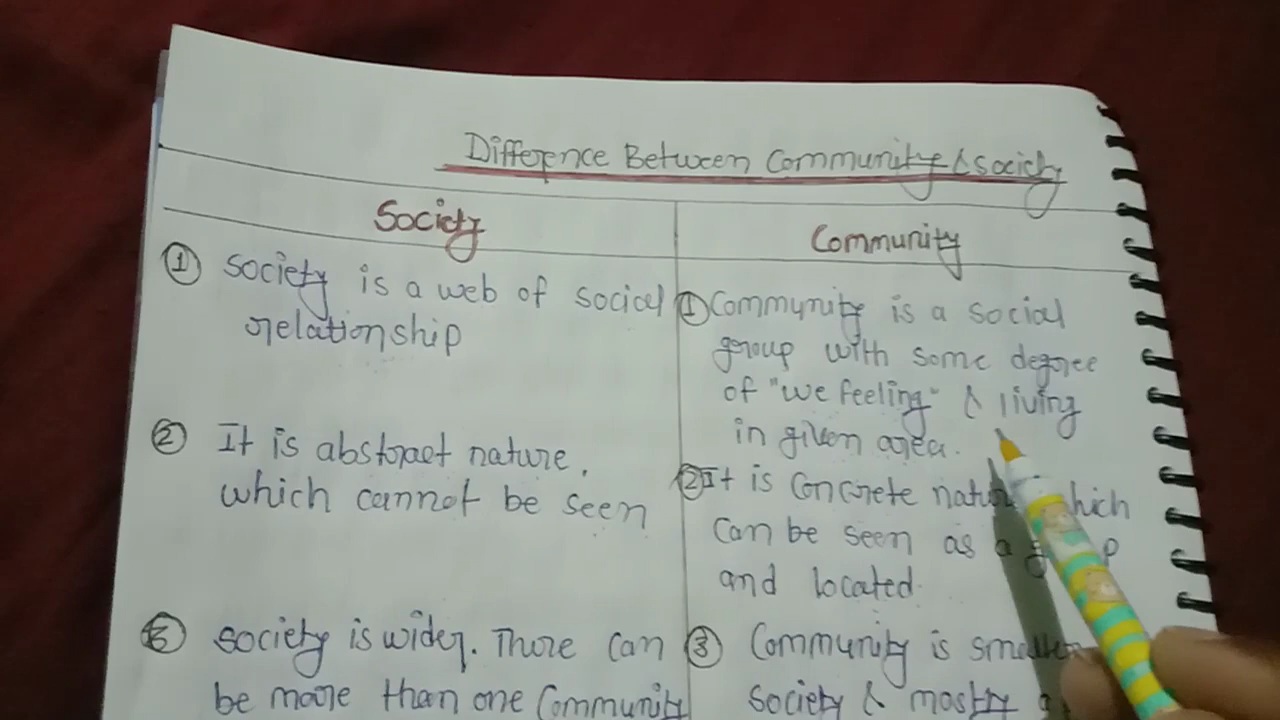 Difference Between Community & society
Society
Community
① Society is a web of social
relationship
① Community is a social
group with some degree
of "we feeling" & living
in given area.
② It is abstract nature.
which cannot be seen
② It is Concrete which
can be seen as a
and located.
③ Society is wider. There can
be more than one Community
③ Community is smaller
society & mostly